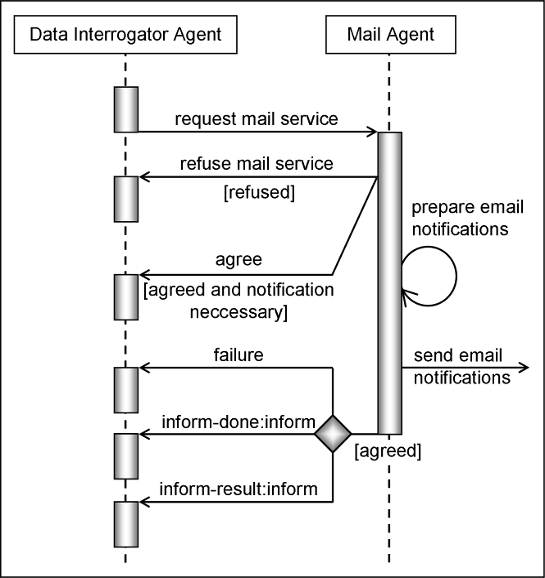 Data Interrogator Agent
Mail Agent
request mail service
refuse mail service
[refused]
prepare email
notifications
agree
[agreed and notification
neccessary]
failure
send email
notifications
inform-done:inform
[agreed]
inform-result:inform